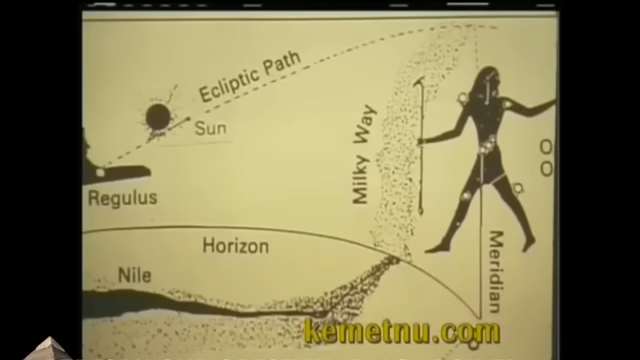 Ecliptic Path
Sun
Milky Way
Regulus
Horizon
Nile
Meridian
kemetnu.com